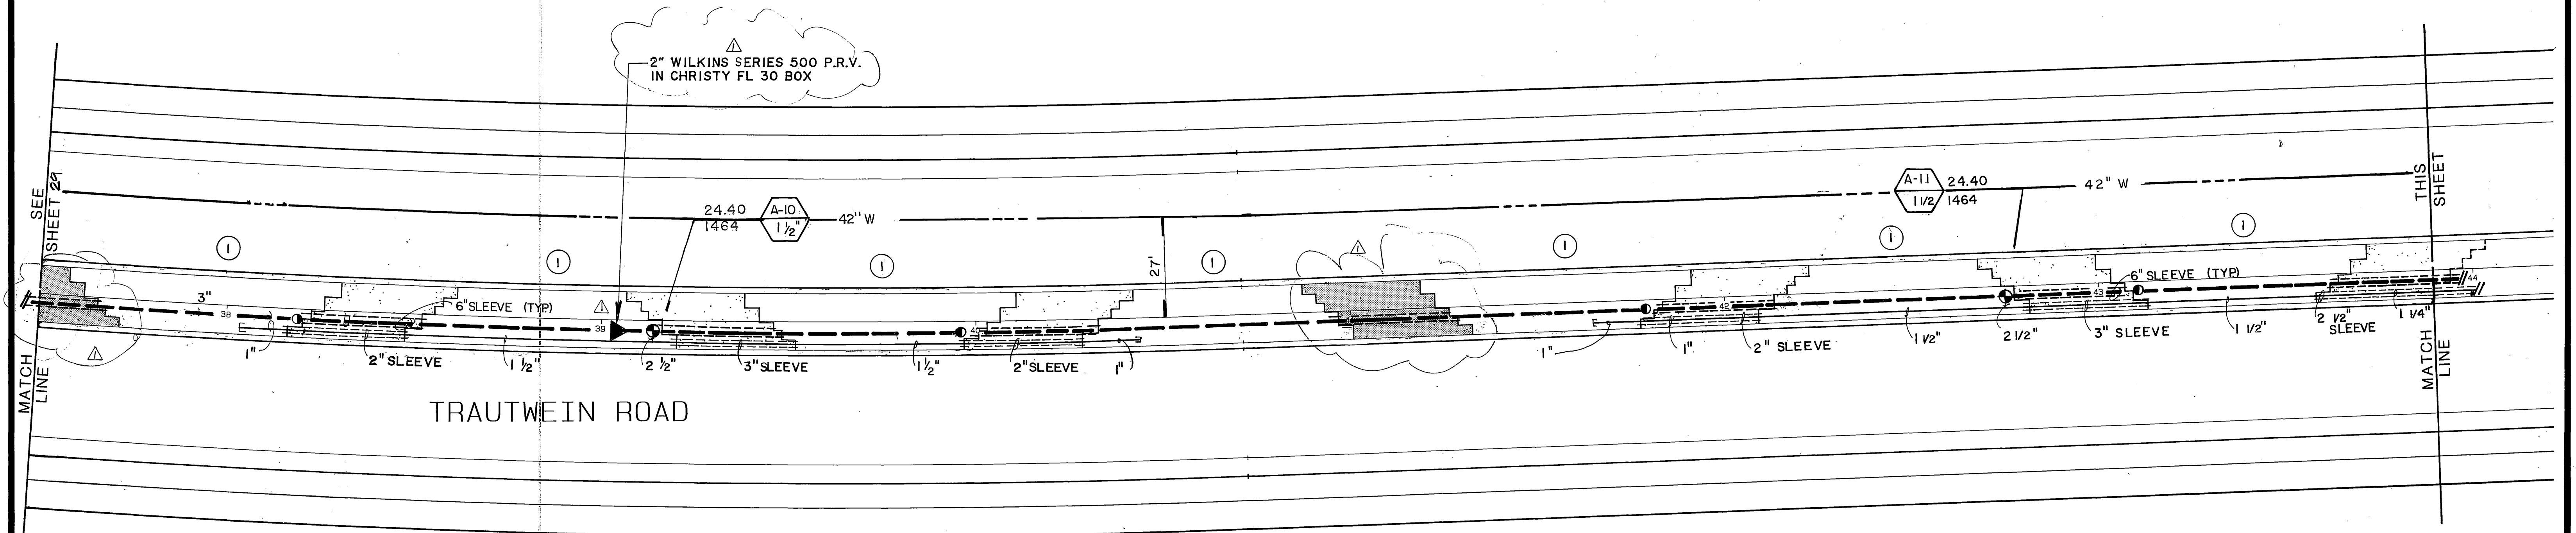 1
2" WILKINS SERIES 500 P.R.V.
IN CHRISTY FL 30 BOX
SEE
SHEET 29
THIS
SHEET
24.40
1464
A-10
1 1/2"
42" W
A-11
1 1/2
24.40
1464
42" W
27'
1
1
1
1
1
1
1
1
1
1
3"
38
6" SLEEVE (TYP)
39
40
42
43
6" SLEEVE (TYP)
44
1
1"
2" SLEEVE
1 1/2"
2 1/2"
3" SLEEVE
1 1/2"
2" SLEEVE
1"
1"
1"
2" SLEEVE
1 1/2"
2 1/2"
3" SLEEVE
1 1/2"
2 1/2"
SLEEVE
1 1/4"
MATCH
LINE
MATCH
LINE
TRAUTWEIN ROAD